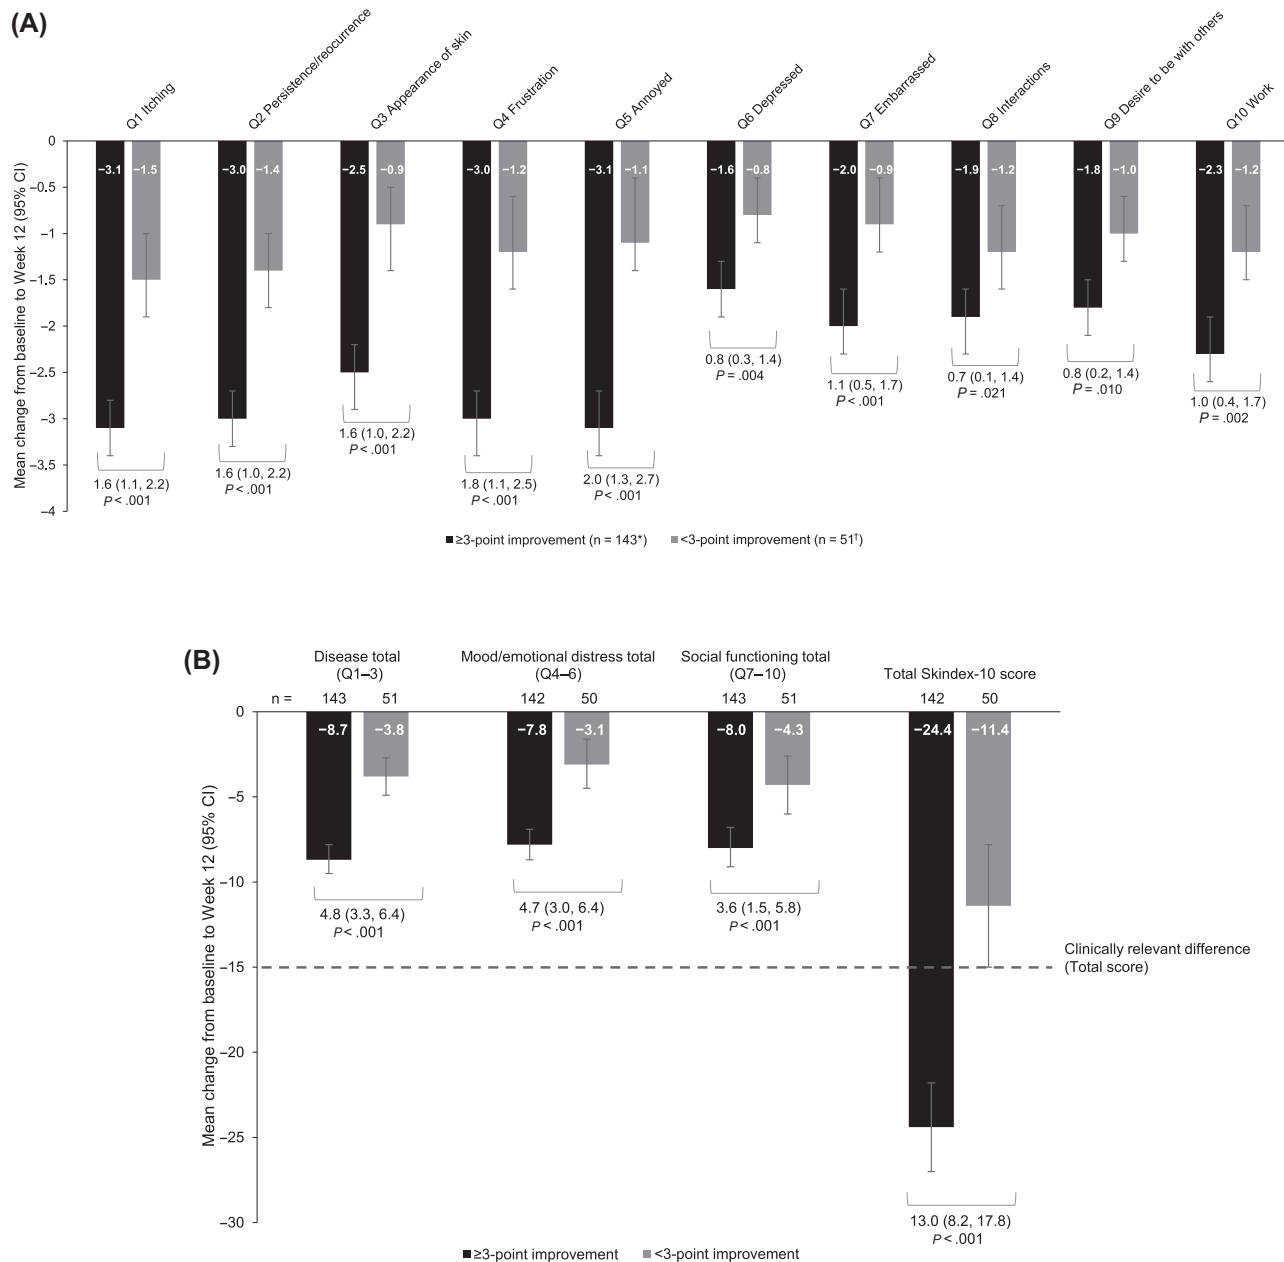 (A)
Q1 Itching
Q2 Persistence/reocurrence
Q3 Appearance of skin
Q4 Frustration
Q5 Annoyed
Q6 Depressed
Q7 Embarrassed
Q8 Interactions
Q9 Desire to be with others
Q10 Work
Mean change from baseline to Week 12 (95% CI)
0
−0.5
−1
−1.5
−2
−2.5
−3
−3.5
−4
−3.1 −1.5 −3.0 −1.4 −2.5 −0.9 −3.0 −1.2 −3.1 −1.1 −1.6 −0.8 −2.0 −0.9 −1.9 −1.2 −1.8 −1.0 −2.3 −1.2
1.6 (1.1, 2.2)
P < .001
1.6 (1.0, 2.2)
P < .001
1.6 (1.0, 2.2)
P < .001
1.8 (1.1, 2.5)
P < .001
2.0 (1.3, 2.7)
P < .001
0.8 (0.3, 1.4)
P = .004
1.1 (0.5, 1.7)
P < .001
0.7 (0.1, 1.4)
P = .021
0.8 (0.2, 1.4)
P = .010
1.0 (0.4, 1.7)
P = .002
≥3-point improvement (n = 143*) <3-point improvement (n = 51†)
(B)
Disease total
(Q1–3)
Mood/emotional distress total
(Q4–6)
Social functioning total
(Q7–10)
Total Skindex-10 score
n = 143 51 142 50 143 51 142 50
Mean change from baseline to Week 12 (95% CI)
0
−5
−10
−15
−20
−25
−30
−8.7 −3.8 −7.8 −3.1 −8.0 −4.3 −24.4 −11.4
4.8 (3.3, 6.4)
P < .001
4.7 (3.0, 6.4)
P < .001
3.6 (1.5, 5.8)
P < .001
Clinically relevant difference
(Total score)
13.0 (8.2, 17.8)
P < .001
≥3-point improvement <3-point improvement